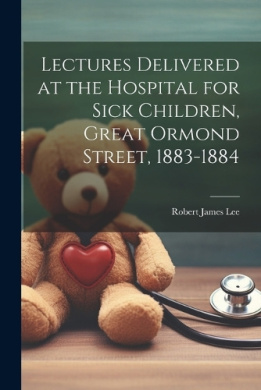 Lectures Delivered
at the Hospital for
Sick Children,
Great Ormond
Street, 1883-1884
Robert James Lee